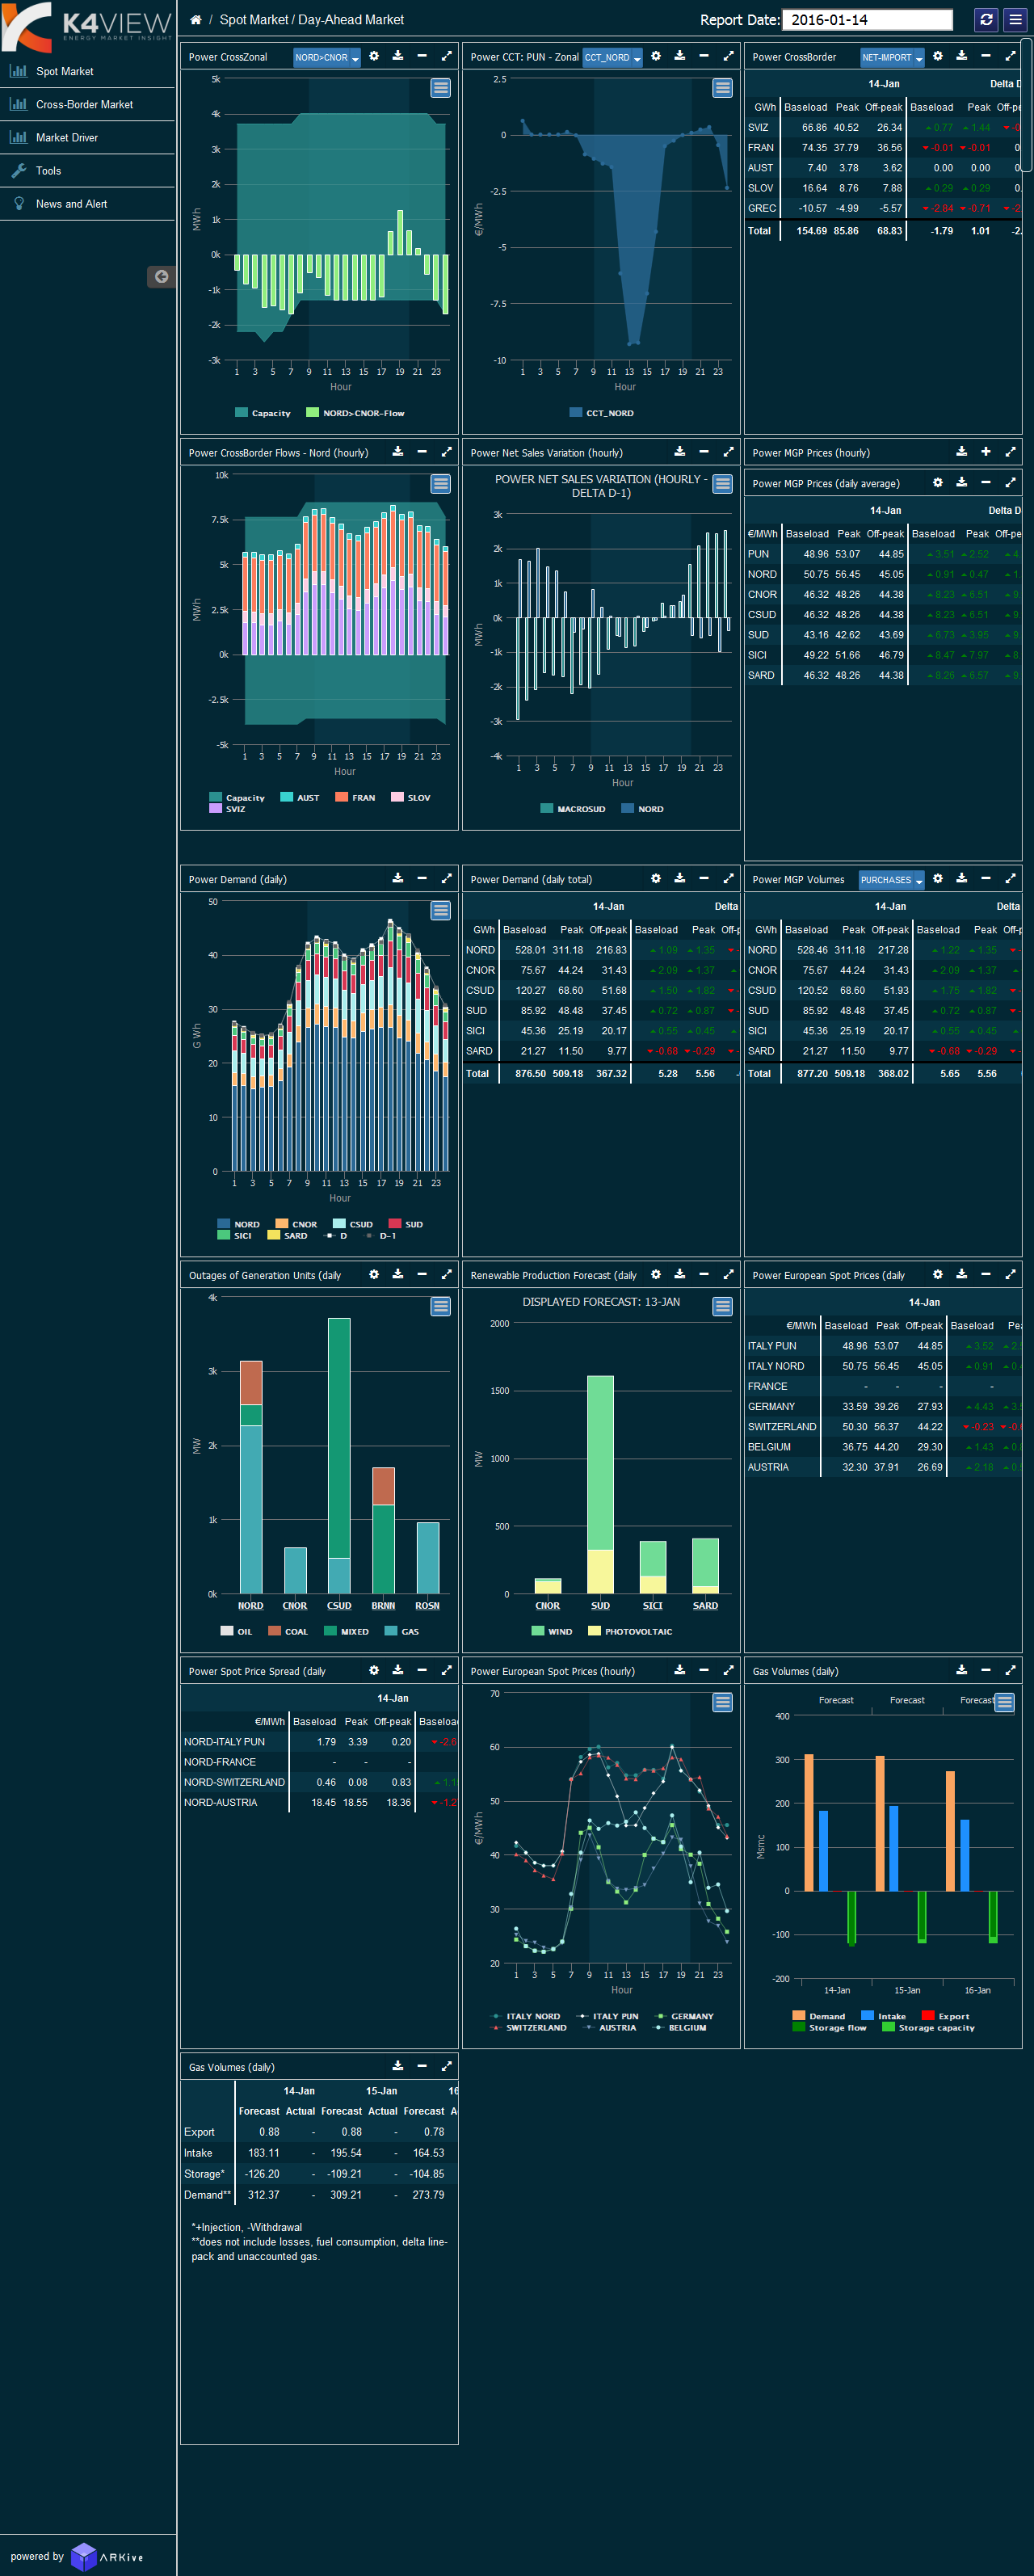 K4VIEW
ENERGY MARKET INSIGHT
Spot Market
Cross-Border Market
Market Driver
Tools
News and Alert
/ Spot Market / Day-Ahead Market
Report Date: 2016-01-14
Power CrossZonal NORD>CNOR
5k
4k
3k
2k
1k
0k
-1k
-2k
-3k
MWh
1 3 5 7 9 11 13 15 17 19 21 23
Hour
Capacity NORD>CNOR-Flow
Power CCT: PUN - Zonal CCT_NORD
2.5
0
-2.5
-5
-7.5
-10
€/MWh
1 3 5 7 9 11 13 15 17 19 21 23
Hour
CCT_NORD
Power CrossBorder NET-IMPORT
14-Jan Delta D
GWh Baseload Peak Off-peak Baseload Peak Off-p
SVIZ 66.86 40.52 26.34 0.77 1.44 -0
FRAN 74.35 37.79 36.56 -0.01 -0.01 0
AUST 7.40 3.78 3.62 0.00 0.00 0
SLOV 16.64 8.76 7.88 0.29 0.29 0.
GREC -10.57 -4.99 -5.57 -2.84 -0.71 -2
Total 154.69 85.86 68.83 -1.79 1.01 -2.
Power CrossBorder Flows - Nord (hourly)
10k
7.5k
5k
2.5k
0k
-2.5k
-5k
MWh
1 3 5 7 9 11 13 15 17 19 21 23
Hour
Capacity AUST FRAN SLOV
SVIZ
Power Net Sales Variation (hourly)
POWER NET SALES VARIATION (HOURLY -
DELTA D-1)
3k
2k
1k
0k
-1k
-2k
-3k
-4k
MWh
1 3 5 7 9 11 13 15 17 19 21 23
Hour
MACROSUD NORD
Power MGP Prices (hourly)
Power MGP Prices (daily average)
14-Jan Delta D
€/MWh Baseload Peak Off-peak Baseload Peak Off-pe
PUN 48.96 53.07 44.85 3.51 2.52 4
NORD 50.75 56.45 45.05 0.91 0.47 1
CNOR 46.32 48.26 44.38 8.23 6.51 9
CSUD 46.32 48.26 44.38 8.23 6.51 9
SUD 43.16 42.62 43.69 6.73 3.95 9
SICI 49.22 51.66 46.79 8.47 7.97 8
SARD 46.32 48.26 44.38 8.26 6.57 9
Power Demand (daily)
50
40
30
20
10
0
G Wh
1 3 5 7 9 11 13 15 17 19 21 23
Hour
NORD CNOR CSUD SUD
SICI SARD D D-1
Power Demand (daily total)
14-Jan Delta
GWh Baseload Peak Off-peak Baseload Peak Off-p
NORD 528.01 311.18 216.83 1.09 1.35
CNOR 75.67 44.24 31.43 2.09 1.37
CSUD 120.27 68.60 51.68 1.50 1.82
SUD 85.92 48.48 37.45 0.72 0.87
SICI 45.36 25.19 20.17 0.55 0.45
SARD 21.27 11.50 9.77 -0.68 -0.29
Total 876.50 509.18 367.32 5.28 5.56
Power MGP Volumes PURCHASES
14-Jan Delta
GWh Baseload Peak Off-peak Baseload Peak Off-p
NORD 528.46 311.18 217.28 1.22 1.35
CNOR 75.67 44.24 31.43 2.09 1.37
CSUD 120.52 68.60 51.93 1.75 1.82
SUD 85.92 48.48 37.45 0.72 0.87
SICI 45.36 25.19 20.17 0.55 0.45
SARD 21.27 11.50 9.77 -0.68 -0.29
Total 877.20 509.18 368.02 5.65 5.56
Outages of Generation Units (daily
4k
3k
2k
1k
0k
MW
NORD CNOR CSUD BRNN ROSN
OIL COAL MIXED GAS
Renewable Production Forecast (daily
DISPLAYED FORECAST: 13-JAN
2000
1500
1000
500
0
MW
CNOR SUD SICI SARD
WIND PHOTOVOLTAIC
Power European Spot Prices (daily
14-Jan
€/MWh Baseload Peak Off-peak Baseload Pea
ITALY PUN 48.96 53.07 44.85 3.52 2.
ITALY NORD 50.75 56.45 45.05 0.91 0.
FRANCE - - - -
GERMANY 33.59 39.26 27.93 4.43 3.
SWITZERLAND 50.30 56.37 44.22 -0.23 -0.
BELGIUM 36.75 44.20 29.30 1.43 0.
AUSTRIA 32.30 37.91 26.69 2.18 0.
Power Spot Price Spread (daily
14-Jan
€/MWh Baseload Peak Off-peak Baseload
NORD-ITALY PUN 1.79 3.39 0.20 -2.6
NORD-FRANCE - - -
NORD-SWITZERLAND 0.46 0.08 0.83 1.1
NORD-AUSTRIA 18.45 18.55 18.36 -1.2
Power European Spot Prices (hourly)
70
60
50
40
30
20
€/MWh
1 3 5 7 9 11 13 15 17 19 21 23
Hour
ITALY NORD ITALY PUN GERMANY
SWITZERLAND AUSTRIA BELGIUM
Gas Volumes (daily)
Forecast Forecast Forecast
400
300
200
100
0
-100
-200
Msmc
14-Jan 15-Jan 16-Jan
Demand Intake Export
Storage flow Storage capacity
Gas Volumes (daily)
14-Jan 15-Jan 16
Forecast Actual Forecast Actual Forecast A
Export 0.88 - 0.88 - 0.78
Intake 183.11 - 195.54 - 164.53
Storage* -126.20 - -109.21 - -104.85
Demand** 312.37 - 309.21 - 273.79
*+Injection, -Withdrawal
**does not include losses, fuel consumption, delta line-
pack and unaccounted gas.
powered by ARKive